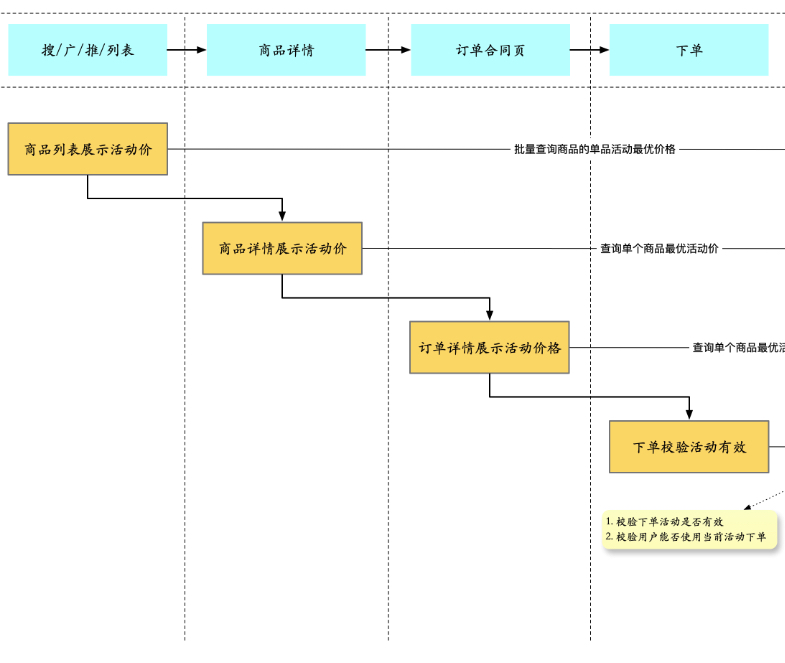 搜/广/推/列表
商品详情
订单合同页
下单
商品列表展示活动价
批量查询商品的单品活动最优价格
商品详情展示活动价
查询单个商品最优活动价
订单详情展示活动价格
查询单个商品最优活
下单校验活动有效
1. 校验下单活动是否有效
2. 校验用户能否使用当前活动下单